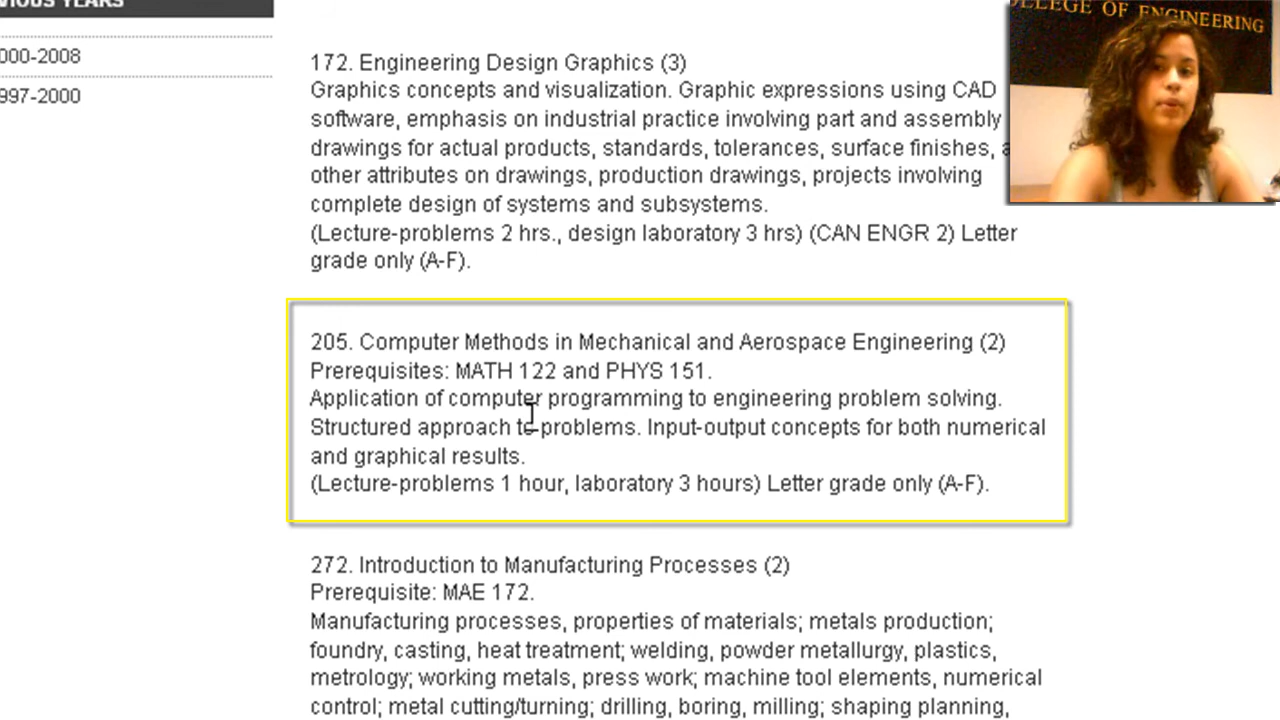 VIOUS YEARS
000-2008
997-2000
172. Engineering Design Graphics (3)
Graphics concepts and visualization. Graphic expressions using CAD
software, emphasis on industrial practice involving part and assembly
drawings for actual products, standards, tolerances, surface finishes,
other attributes on drawings, production drawings, projects involving
complete design of systems and subsystems.
(Lecture-problems 2 hrs., design laboratory 3 hrs) (CAN ENGR 2) Letter
grade only (A-F).
205. Computer Methods in Mechanical and Aerospace Engineering (2)
Prerequisites: MATH 122 and PHYS 151.
Application of computer programming to engineering problem solving.
Structured approach to problems. Input-output concepts for both numerical
and graphical results.
(Lecture-problems 1 hour, laboratory 3 hours) Letter grade only (A-F).
272. Introduction to Manufacturing Processes (2)
Prerequisite: MAE 172.
Manufacturing processes, properties of materials; metals production;
foundry, casting, heat treatment; welding, powder metallurgy, plastics,
metrology; working metals, press work; machine tool elements, numerical
control; metal cutting/turning; drilling, boring, milling; shaping planning,
OLLEGE OF ENGINEERING